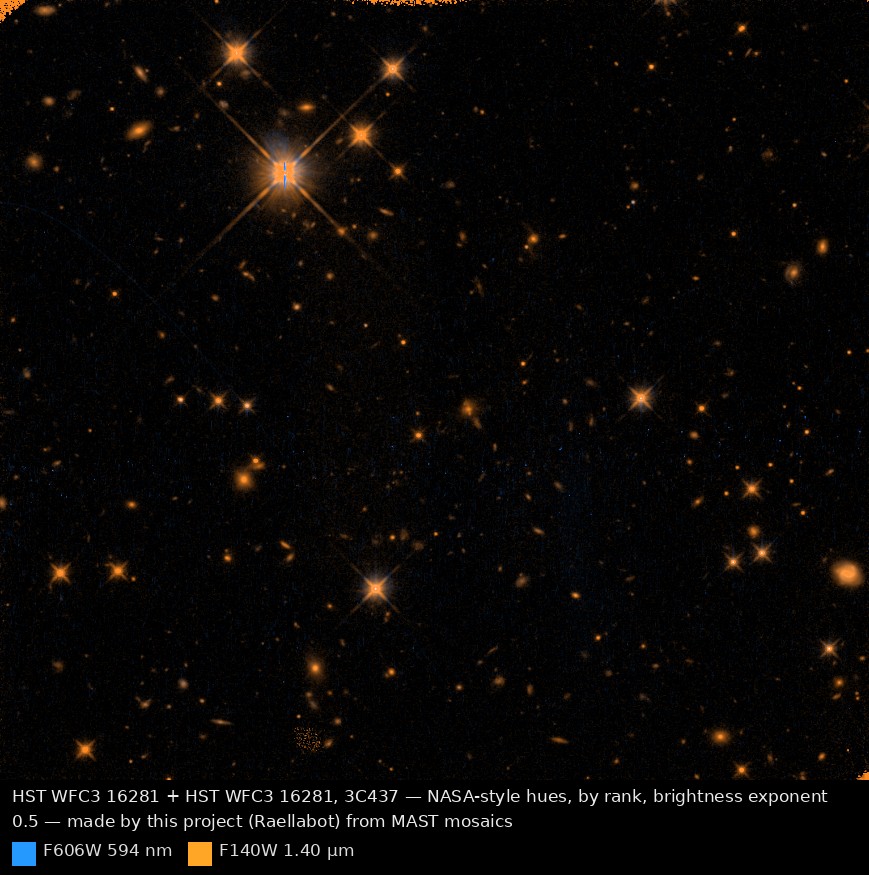 HST WFC3 16281 + HST WFC3 16281, 3C437 — NASA-style hues, by rank, brightness exponent
0.5 — made by this project (Raellabot) from MAST mosaics
F606W 594 nm F140W 1.40 µm